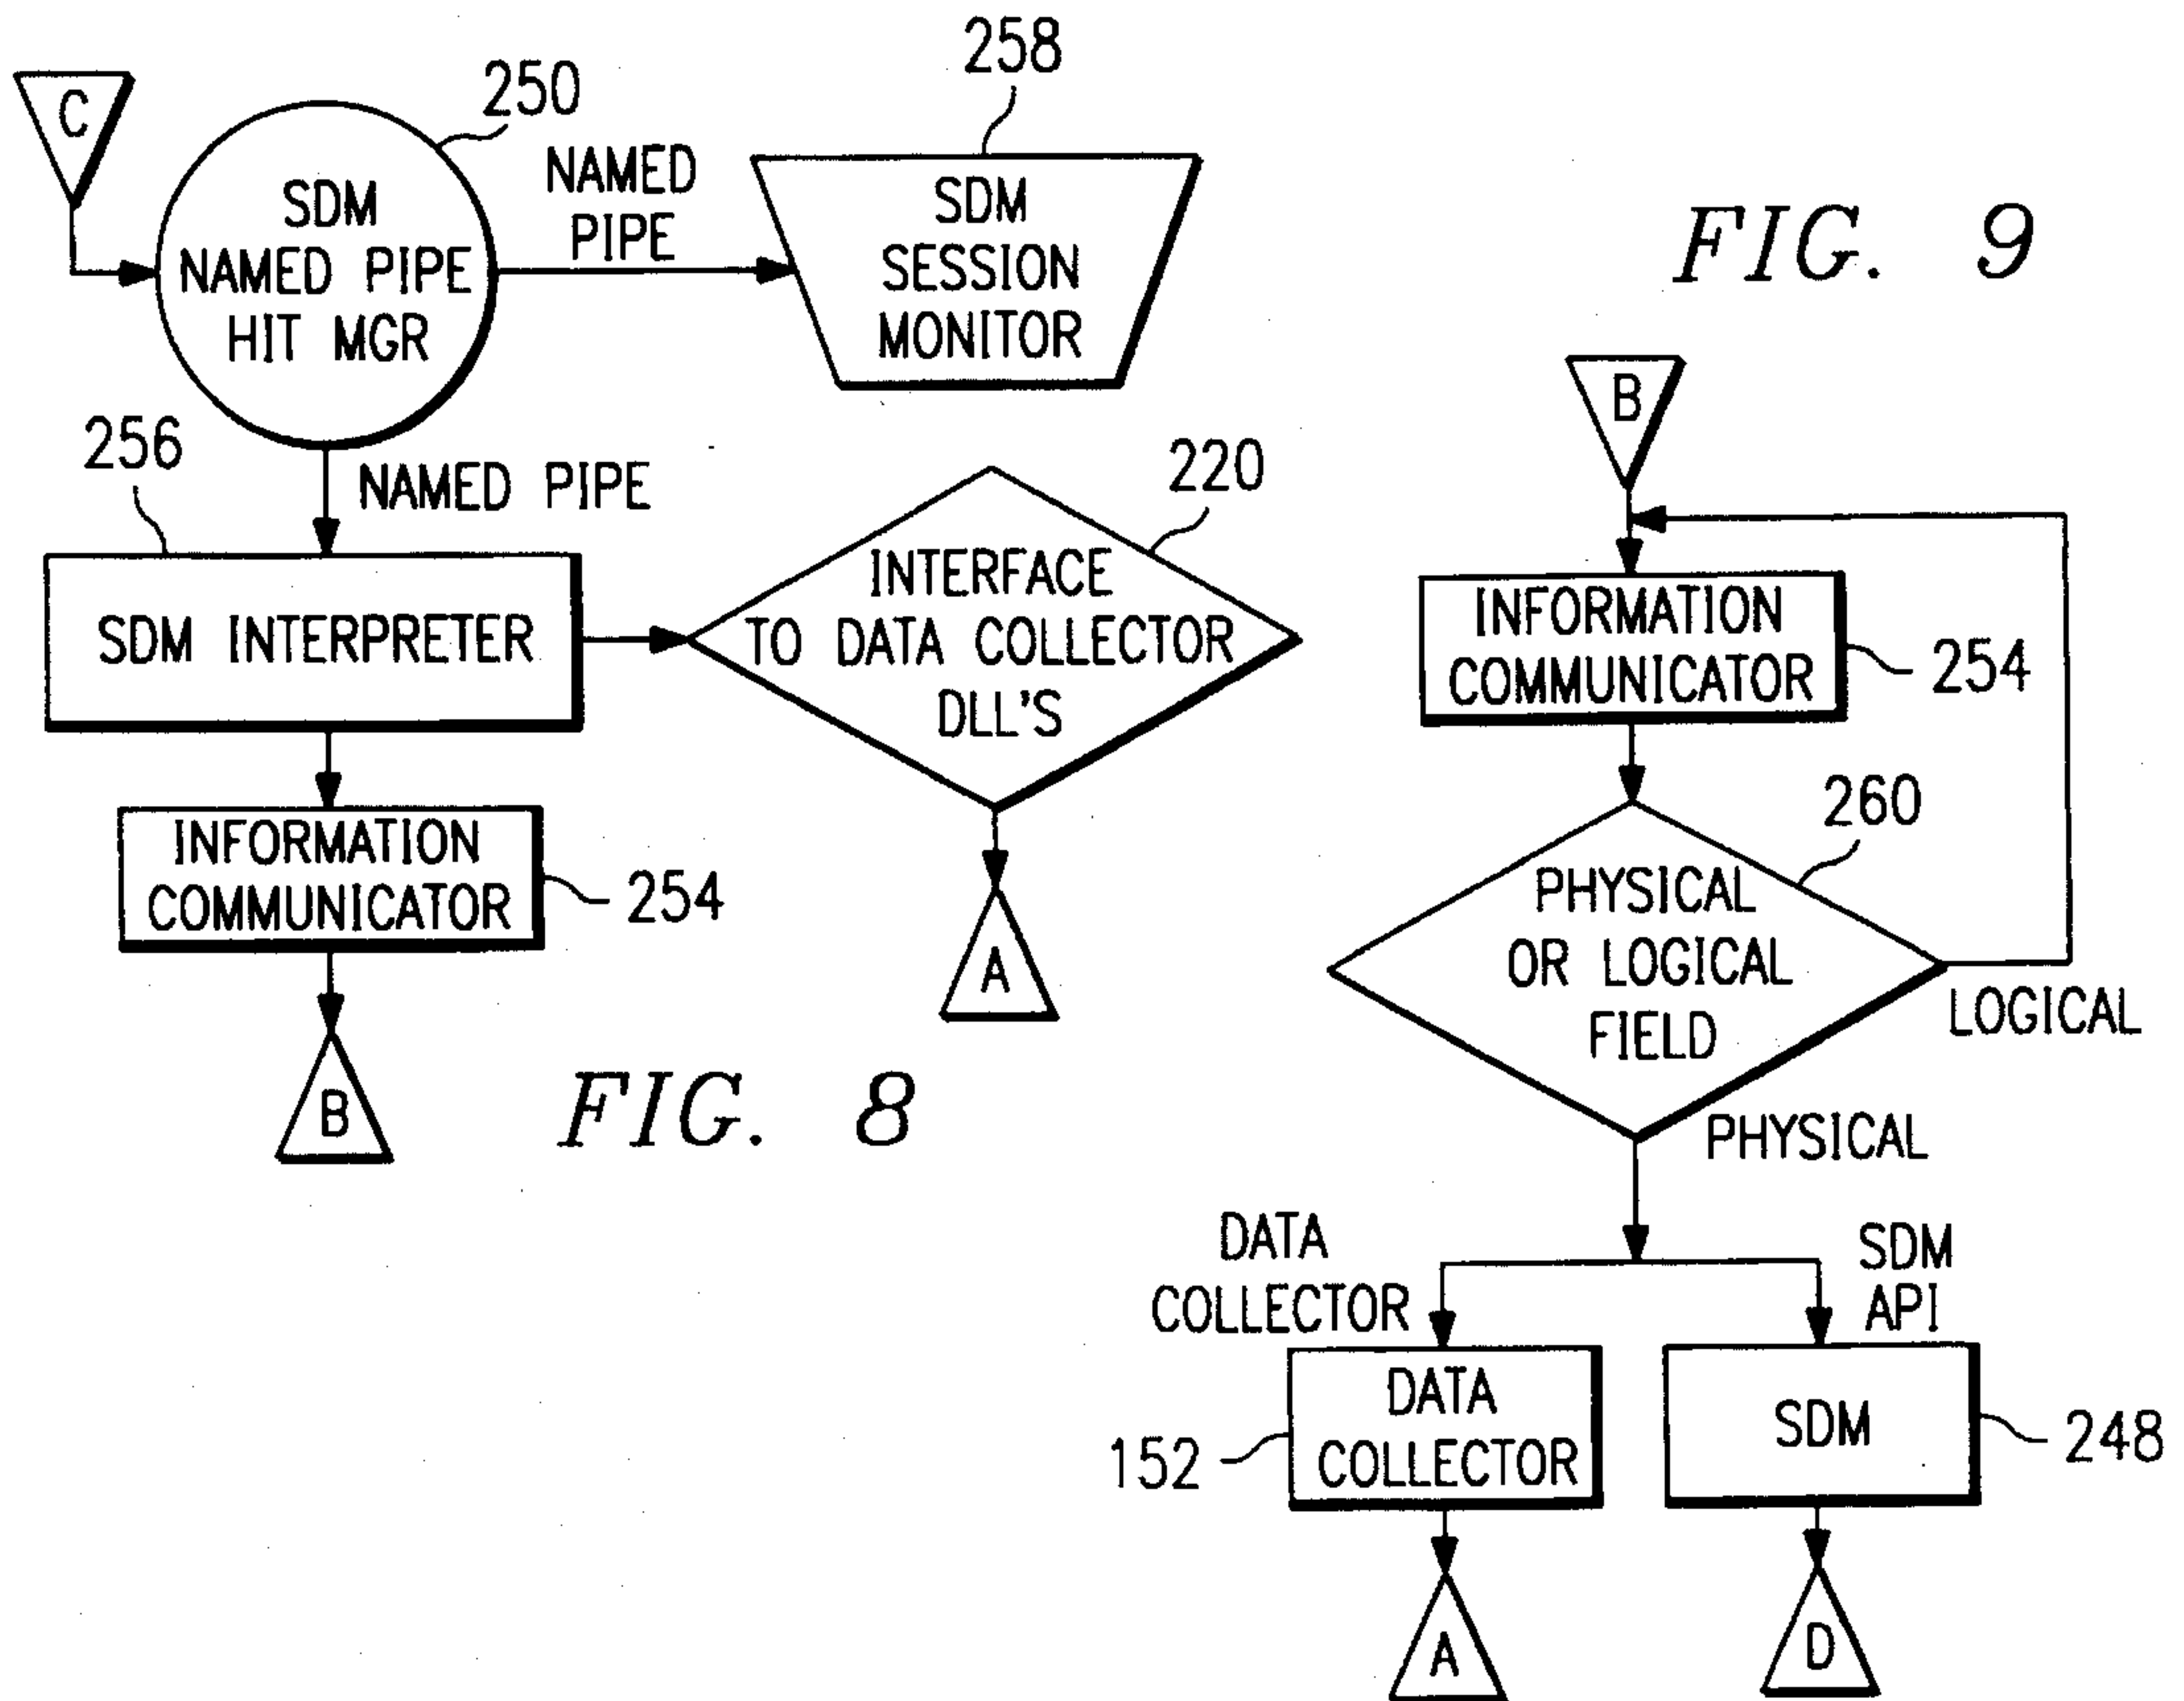 C
250
SDM
NAMED PIPE
HIT MGR
NAMED
PIPE
258
SDM
SESSION
MONITOR
NAMED PIPE
256
SDM INTERPRETER
220
INTERFACE
TO DATA COLLECTOR
DLL'S
A
INFORMATION
COMMUNICATOR
254
B
FIG. 8
FIG. 9
B
INFORMATION
COMMUNICATOR
254
260
PHYSICAL
OR LOGICAL
FIELD
LOGICAL
PHYSICAL
DATA
COLLECTOR
SDM
API
DATA
COLLECTOR
152
SDM
248
A
D